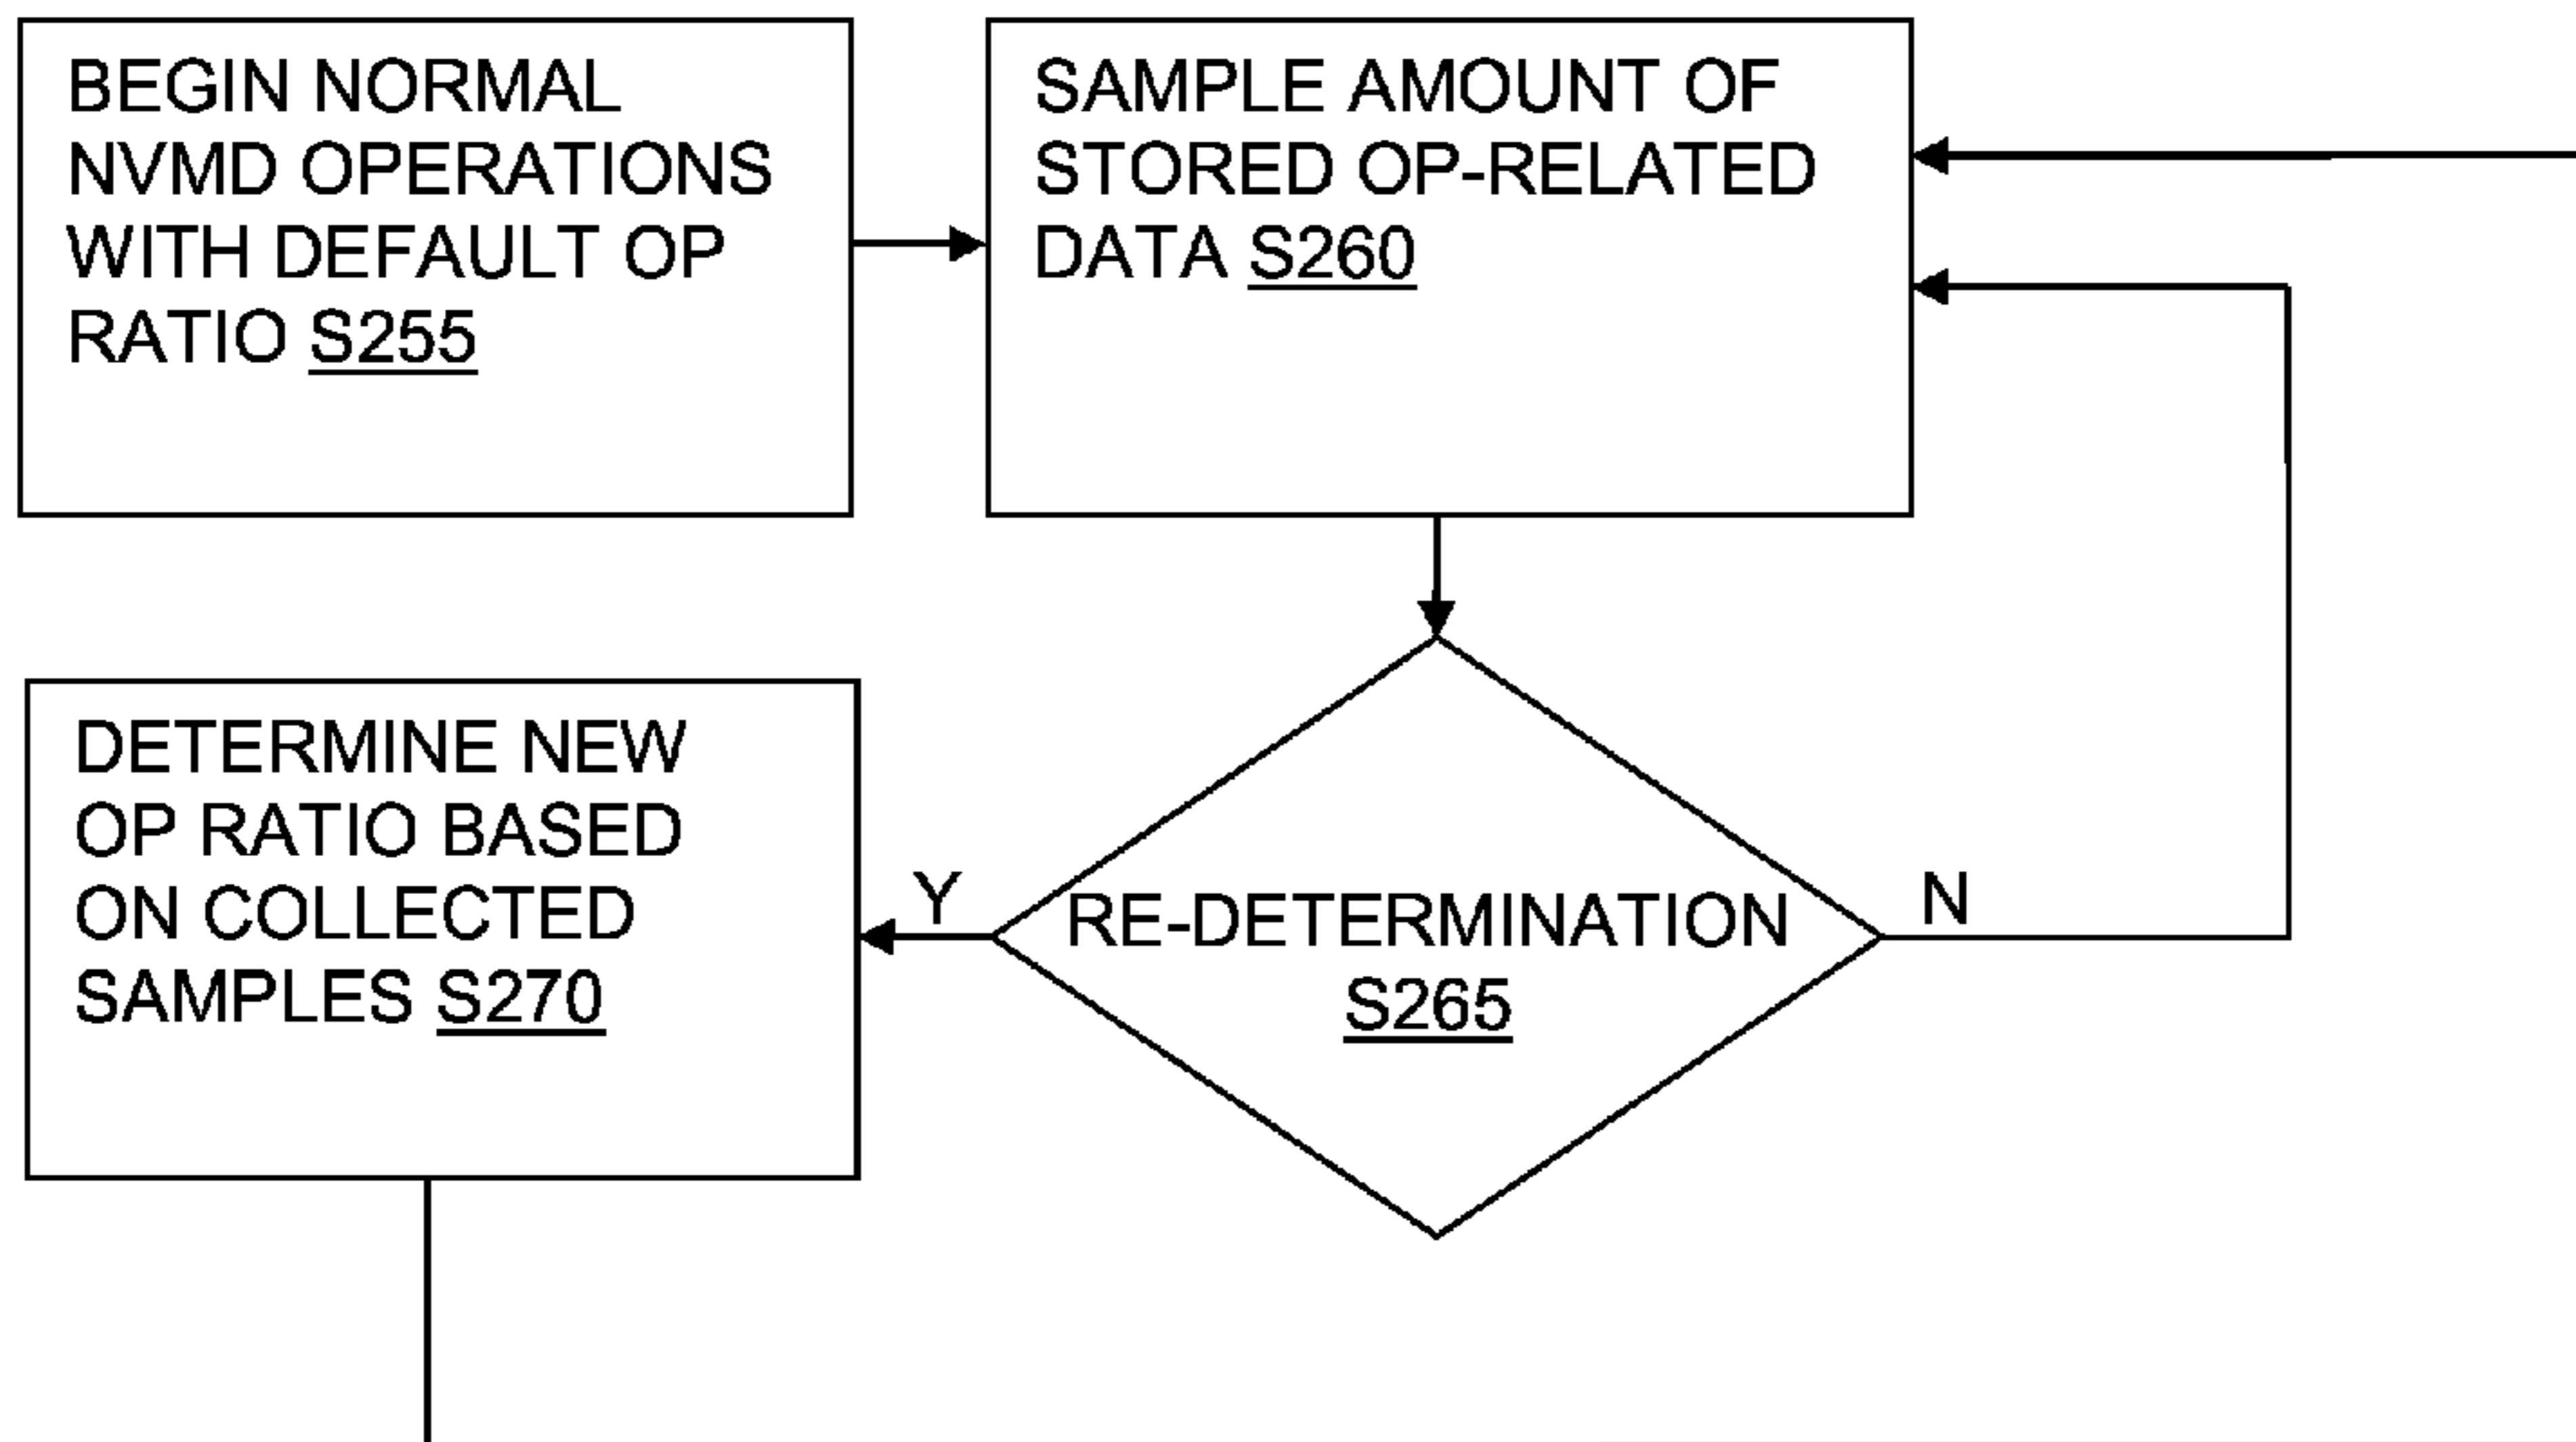 BEGIN NORMAL
NVMD OPERATIONS
WITH DEFAULT OP
RATIO S255
SAMPLE AMOUNT OF
STORED OP-RELATED
DATA S260
DETERMINE NEW
OP RATIO BASED
ON COLLECTED
SAMPLES S270
Y
RE-DETERMINATION
S265
N